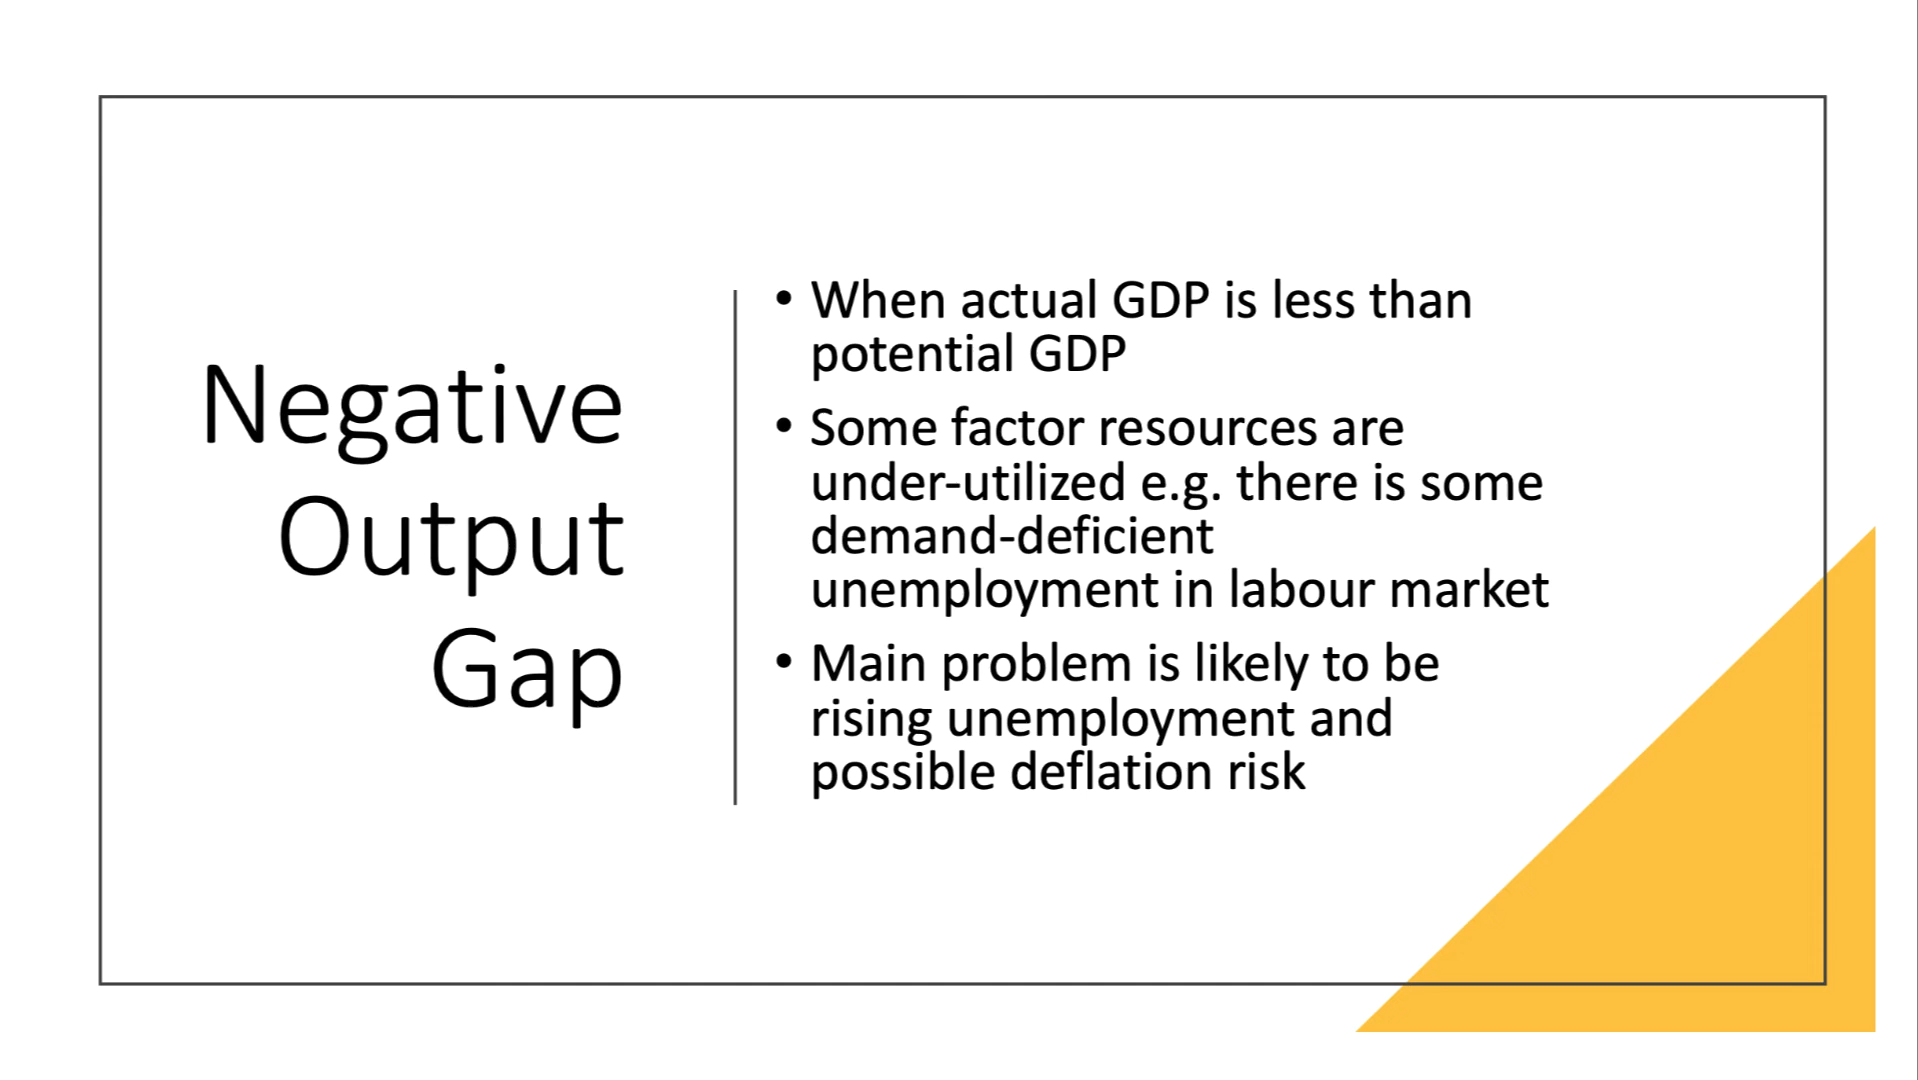 Negative
Output
Gap
• When actual GDP is less than
potential GDP
• Some factor resources are
under-utilized e.g. there is some
demand-deficient
unemployment in labour market
• Main problem is likely to be
rising unemployment and
possible deflation risk